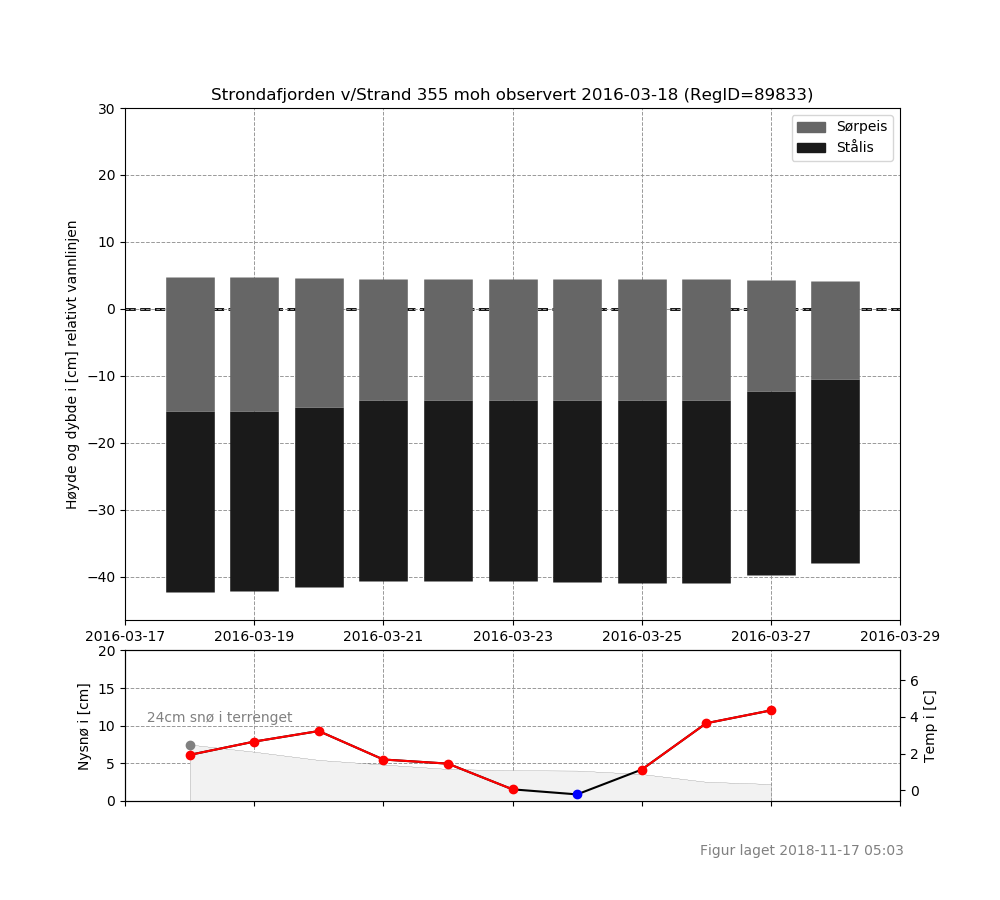 Strondafjorden v/Strand 355 moh observert 2016-03-18 (RegID=89833)
Sørpeis
Stålis
Høyde og dybde i [cm] relativt vannlinjen
30
20
10
0
−10
−20
−30
−40
2016-03-17 2016-03-19 2016-03-21 2016-03-23 2016-03-25 2016-03-27 2016-03-29
Nysnø i [cm]
20
15
10
5
0
24cm snø i terrenget
6
4
2
0
Temp i [C]
Figur laget 2018-11-17 05:03